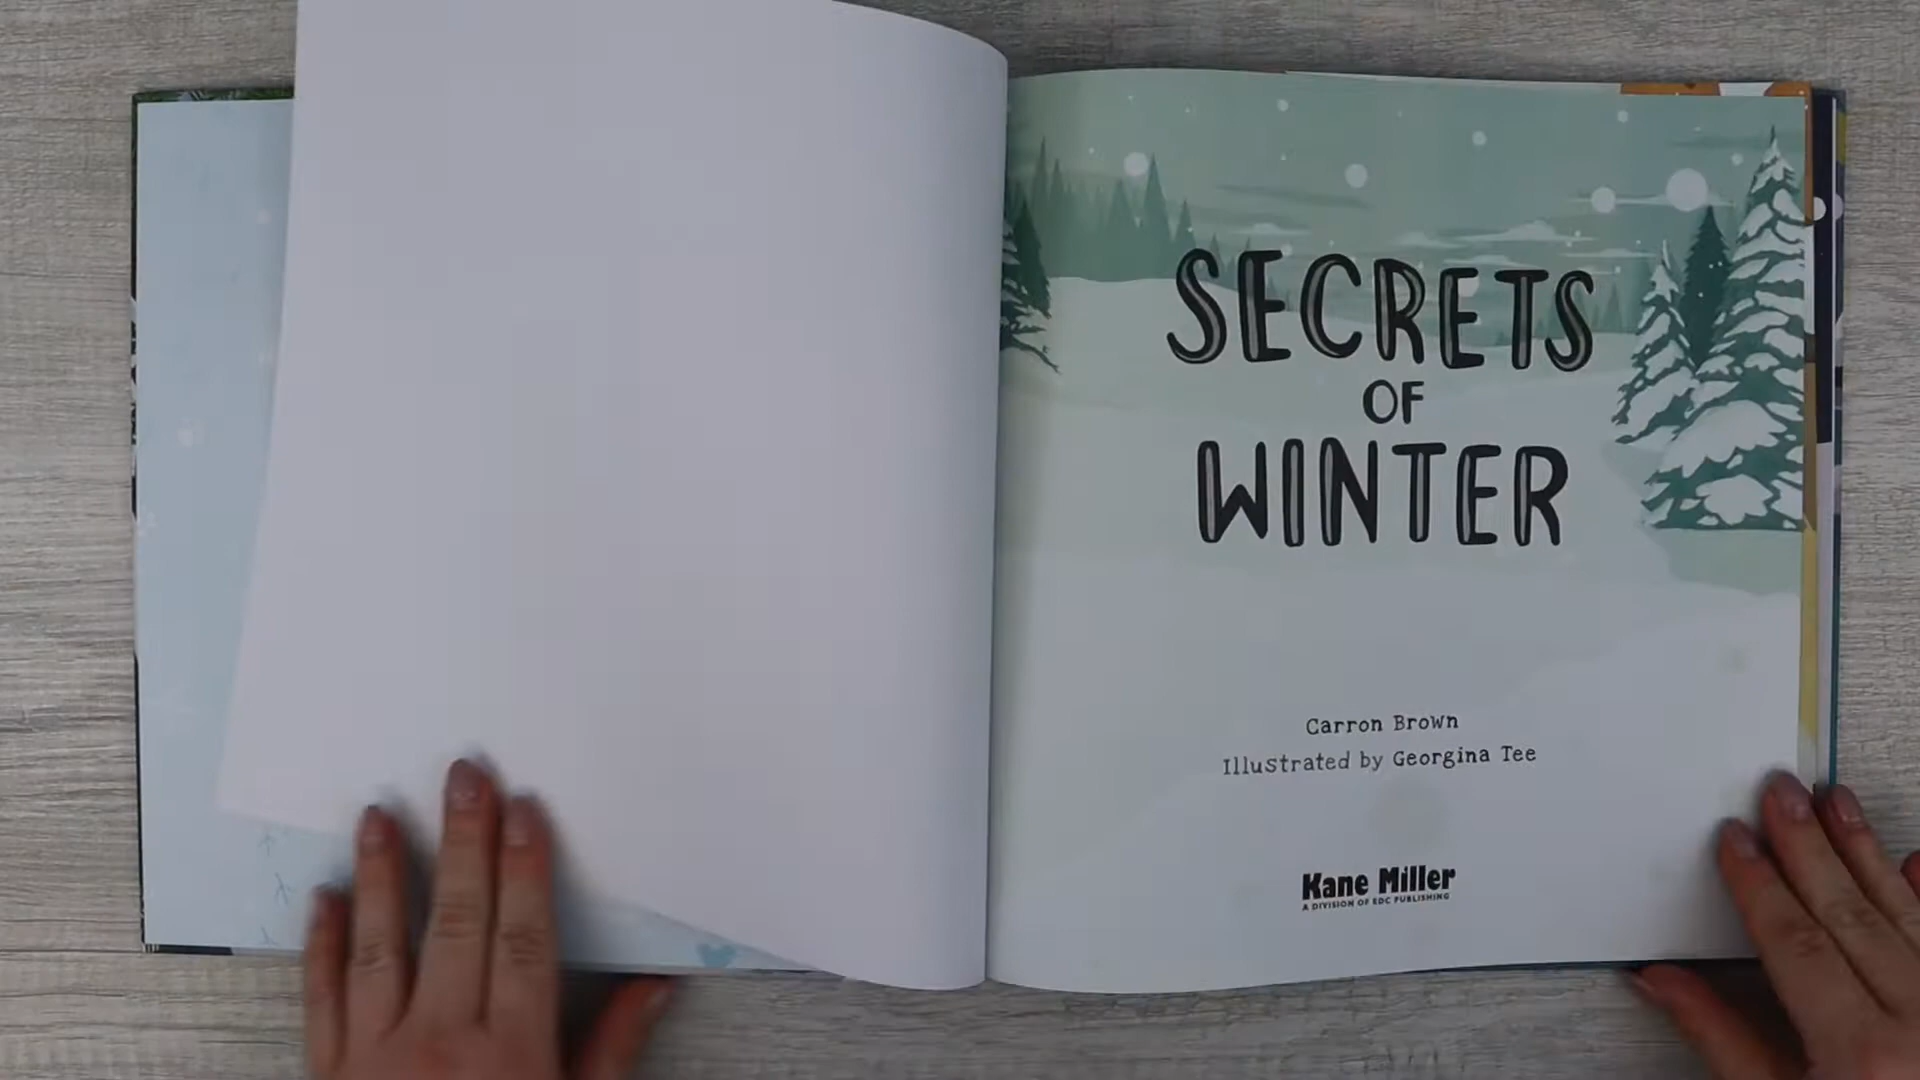 SECRETS
OF
WINTER
Carron Brown
Illustrated by Georgina Tee
Kane Miller
A DIVISION OF EDC PUBLISHING